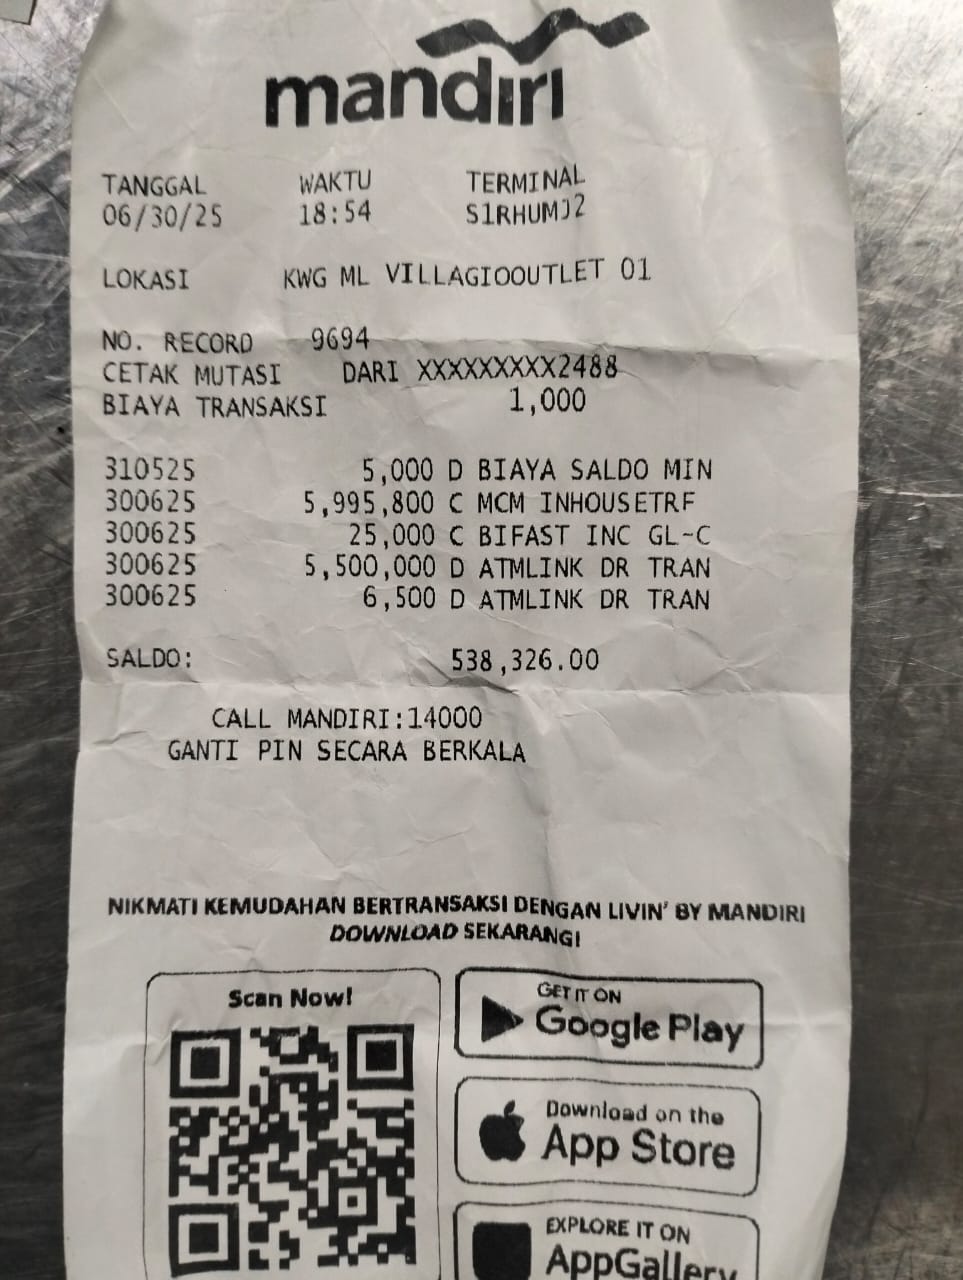 mandiri
TANGGAL WAKTU TERMINAL
06/30/25 18:54 S1RHUMJ2
LOKASI KWG ML VILLAGIOOUTLET 01
NO. RECORD 9694
CETAK MUTASI DARI XXXXXXXXX2488
BIAYA TRANSAKSI 1,000
310525 5,000 D BIAYA SALDO MIN
300625 5,995,800 C MCM INHOUSETRF
300625 25,000 C BIFAST INC GL-C
300625 5,500,000 D ATMLINK DR TRAN
300625 6,500 D ATMLINK DR TRAN
SALDO: 538,326.00
CALL MANDIRI:14000
GANTI PIN SECARA BERKALA
NIKMATI KEMUDAHAN BERTRANSAKSI DENGAN LIVIN' BY MANDIRI
DOWNLOAD SEKARANG!
Scan Now!
GET IT ON
Google Play
Download on the
App Store
EXPLORE IT ON
AppGallery